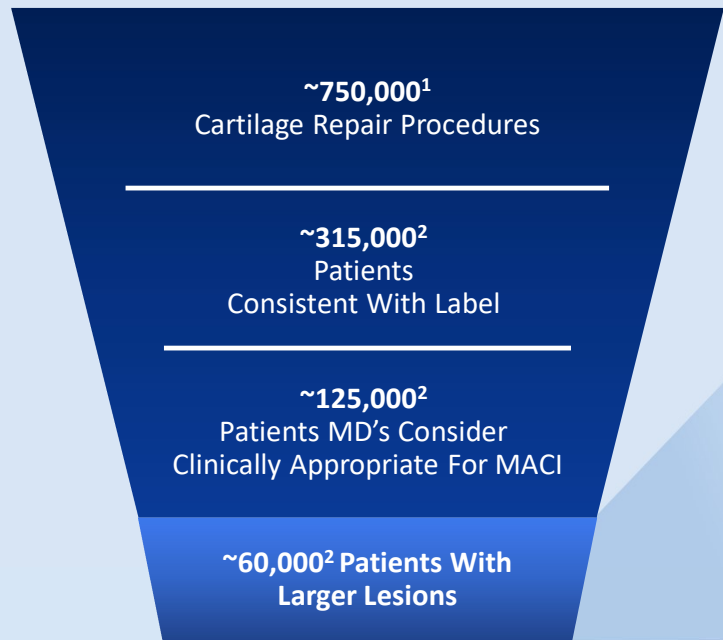 ~750,000¹
Cartilage Repair Procedures
~315,000²
Patients
Consistent With Label
~125,000²
Patients MD's Consider
Clinically Appropriate For MACI
~60,000² Patients With
Larger Lesions